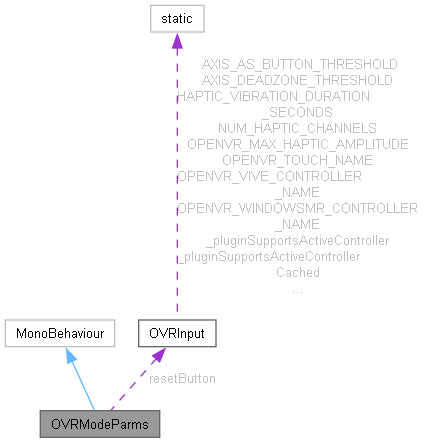 static
AXIS_AS_BUTTON_THRESHOLD
AXIS_DEADZONE_THRESHOLD
HAPTIC_VIBRATION_DURATION
_SECONDS
NUM_HAPTIC_CHANNELS
OPENVR_MAX_HAPTIC_AMPLITUDE
OPENVR_TOUCH_NAME
OPENVR_VIVE_CONTROLLER
_NAME
OPENVR_WINDOWSMR_CONTROLLER
_NAME
_pluginSupportsActiveController
_pluginSupportsActiveController
Cached
...
MonoBehaviour
OVRInput
resetButton
OVRModeParms